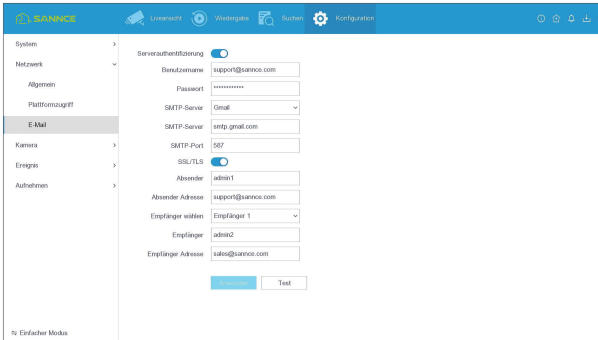 SANNCE
Liveansicht Wiedergabe Suchen Konfiguration
System
Netzwerk
Allgemein
Plattformzugriff
E-Mail
Kamera
Ereignis
Aufnehmen
Einfacher Modus
Serverauthentifizierung
Benutzername support@sannce.com
Passwort ************
SMTP-Server Gmail
SMTP-Server smtp.gmail.com
SMTP-Port 587
SSL/TLS
Absender admin1
Absender Adresse support@sannce.com
Empfänger wählen Empfänger 1
Empfänger admin2
Empfänger Adresse sales@sannce.com
Test